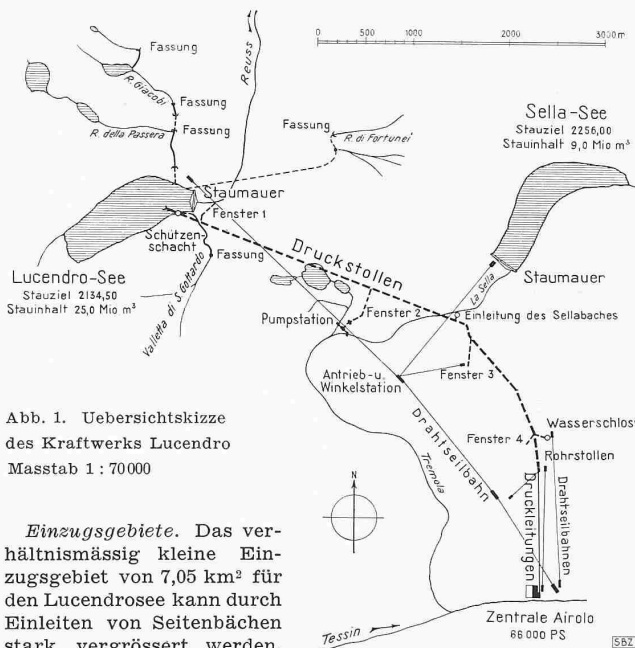 0 500 1000 2000 3000 m
Fassung
Reuss
R. Giacobi
Fassung
Fassung
R. della Passera
Fassung
R. di Fortunei
Sella-See
Stauziel 2256,00
Stauinhalt 9,0 Mio m³
Staumauer
Fenster 1
Schützen-
schacht
Fassung
Druckstollen
Lucendro-See
Stauziel 2134,50
Stauinhalt 25,0 Mio m³
Valletta di S. Gottardo
La Sella
Staumauer
Pumpstation
Fenster 2
Einleitung des Sellabaches
Antrieb- u.
Winkelstation
Fenster 3
Abb. 1. Uebersichtskizze
des Kraftwerks Lucendro
Masstab 1 : 70000
Drahtseilbahn
Tremola
N
Wasserschloss
Fenster 4
Rohrstollen
Druckleitungen
Drahtseilbahnen
Einzugsgebiete. Das ver-
hältnismässig kleine Ein-
zugsgebiet von 7,05 km² für
den Lucendrosee kann durch
Einleiten von Seitenbächen
stark vergrössert werden.
Tessin
Zentrale Airolo
66 000 PS
SBZ